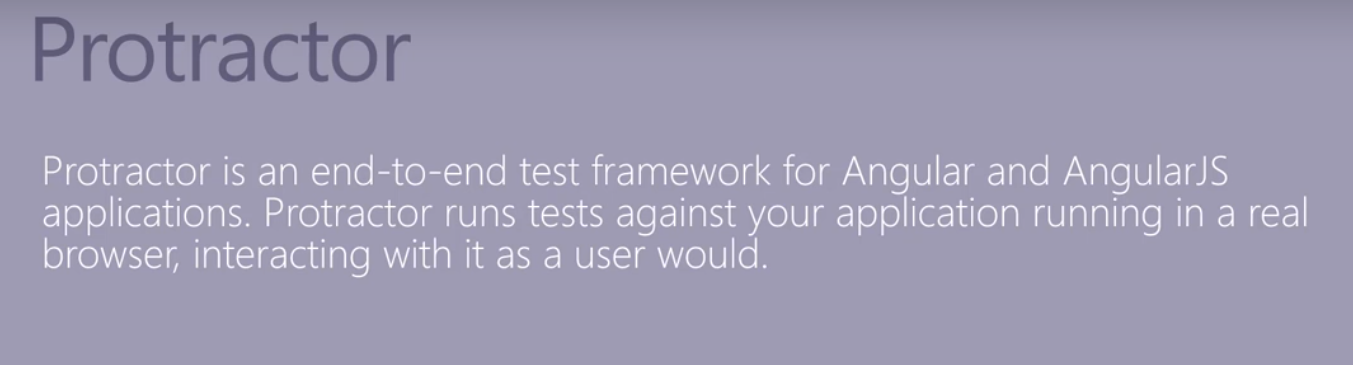 Protractor
Protractor is an end-to-end test framework for Angular and AngularJS
applications. Protractor runs tests against your application running in a real
browser, interacting with it as a user would.